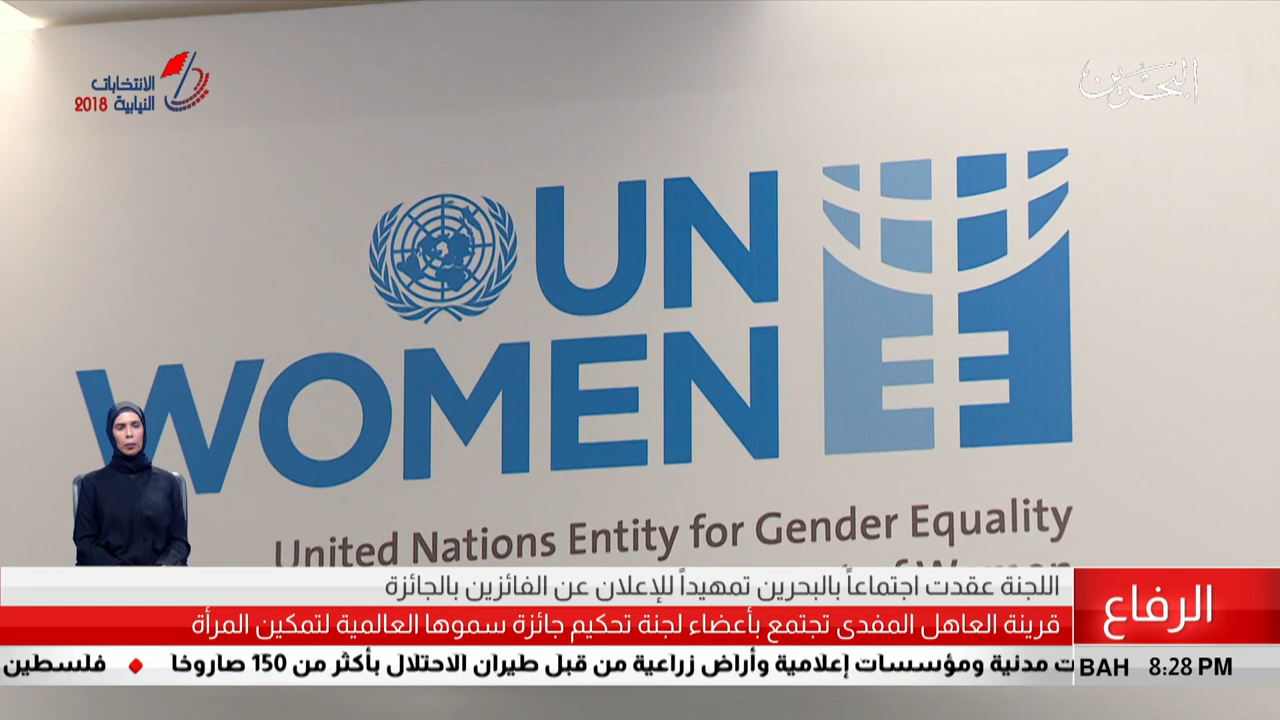 الانتخابات
النيابية 2018
البحرين
UN
WOMEN
United Nations Entity for Gender Equality
of Women
اللجنة عقدت اجتماعاً بالبحرين تمهيداً للإعلان عن الفائزين بالجائزة
الرفاع
قرينة العاهل المفدى تجتمع بأعضاء لجنة تحكيم جائزة سموها العالمية لتمكين المرأة
ت مدنية ومؤسسات إعلامية وأراض زراعية من قبل طيران الاحتلال بأكثر من 150 صاروخا • فلسطين
BAH 8:28 PM